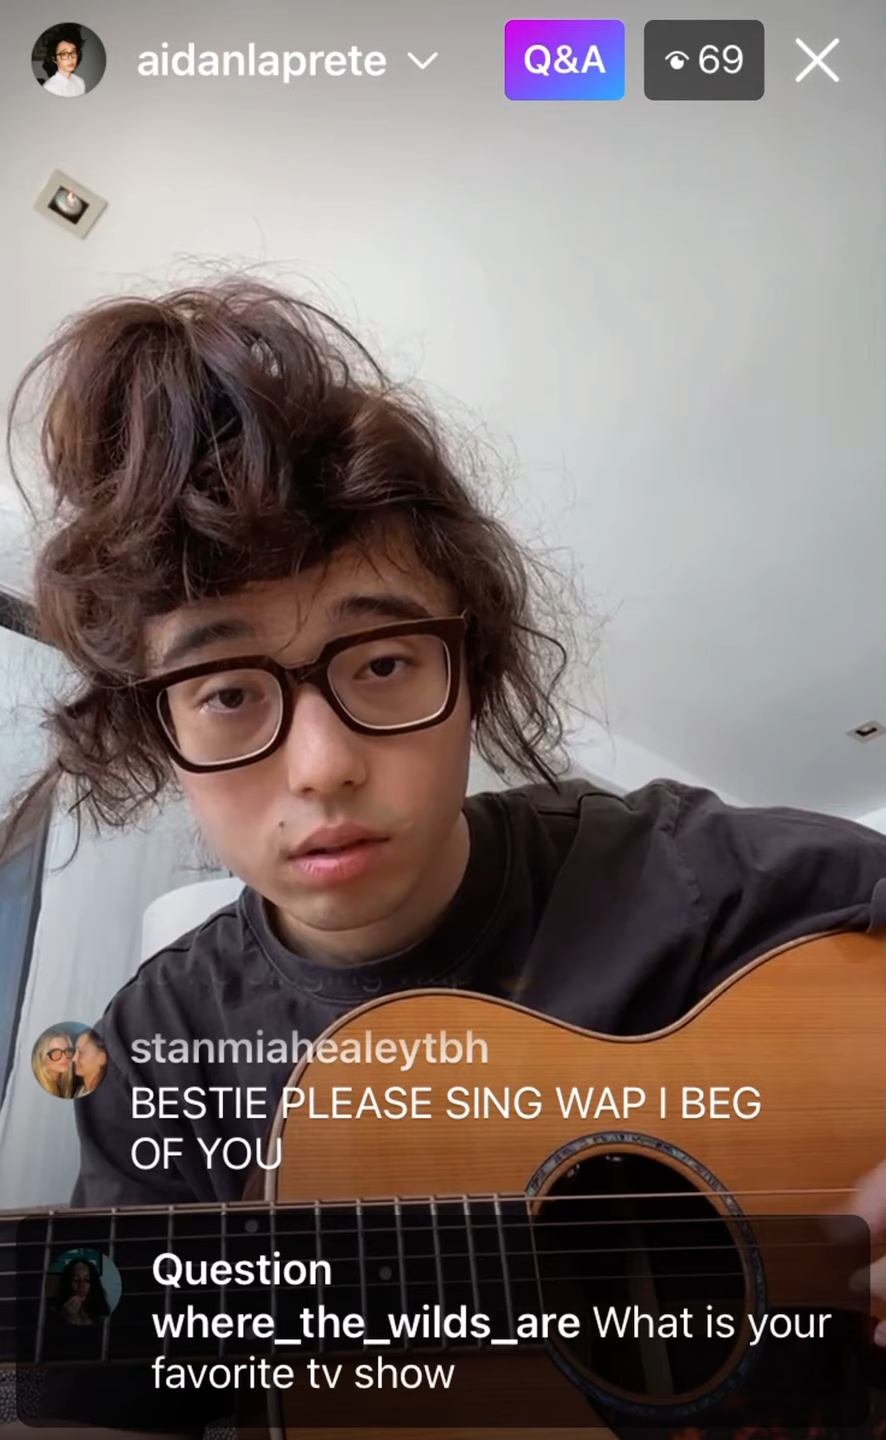 aidanlaprete
Q&A
69
stanmiahealeytbh
BESTIE PLEASE SING WAP I BEG
OF YOU
Question
where_the_wilds_are What is your
favorite tv show